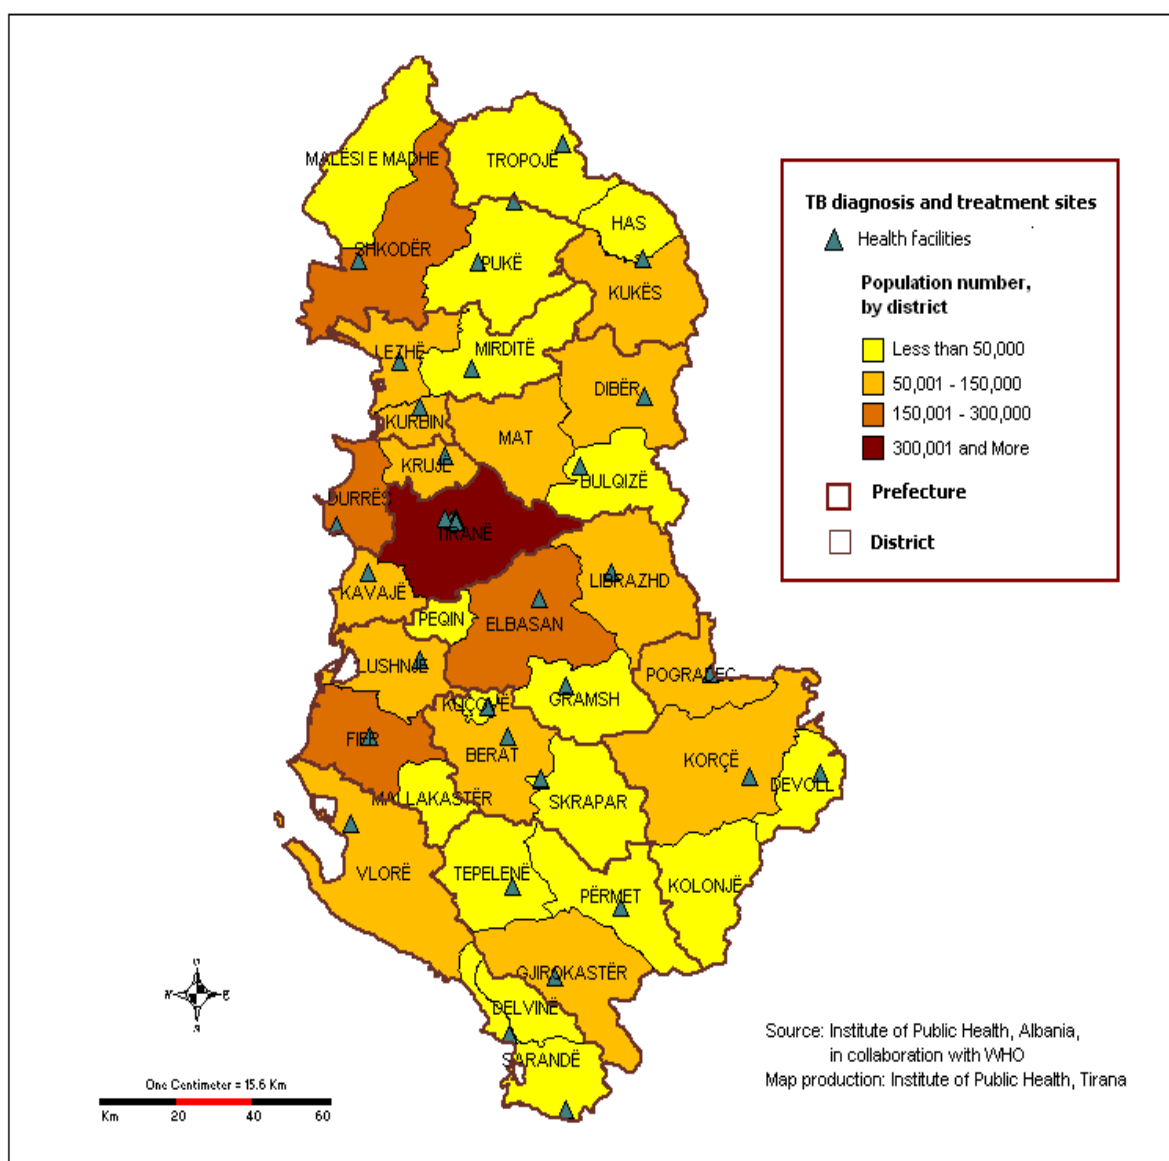 MALËSI E MADHE
TROPOJË
HAS
SHKODËR
PUKË
KUKËS
LEZHË
MIRDITË
DIBËR
KURBIN
MAT
KRUJË
BULQIZË
DURRËS
TIRANË
LIBRAZHD
KAVAJË
PEQIN
ELBASAN
LUSHNJË
POGRADEC
KUÇOVË
GRAMSH
FIER
BERAT
KORÇË
DEVOLL
MALLAKASTËR
SKRAPAR
VLORË
TEPELENË
PËRMET
KOLONJË
GJIROKASTËR
DELVINË
SARANDË
TB diagnosis and treatment sites
Health facilities
Population number,
by district
Less than 50,000
50,001 - 150,000
150,001 - 300,000
300,001 and More
Prefecture
District
One Centimeter = 15.6 Km
Km 20 40 60
Source: Institute of Public Health, Albania,
in collaboration with WHO
Map production: Institute of Public Health, Tirana